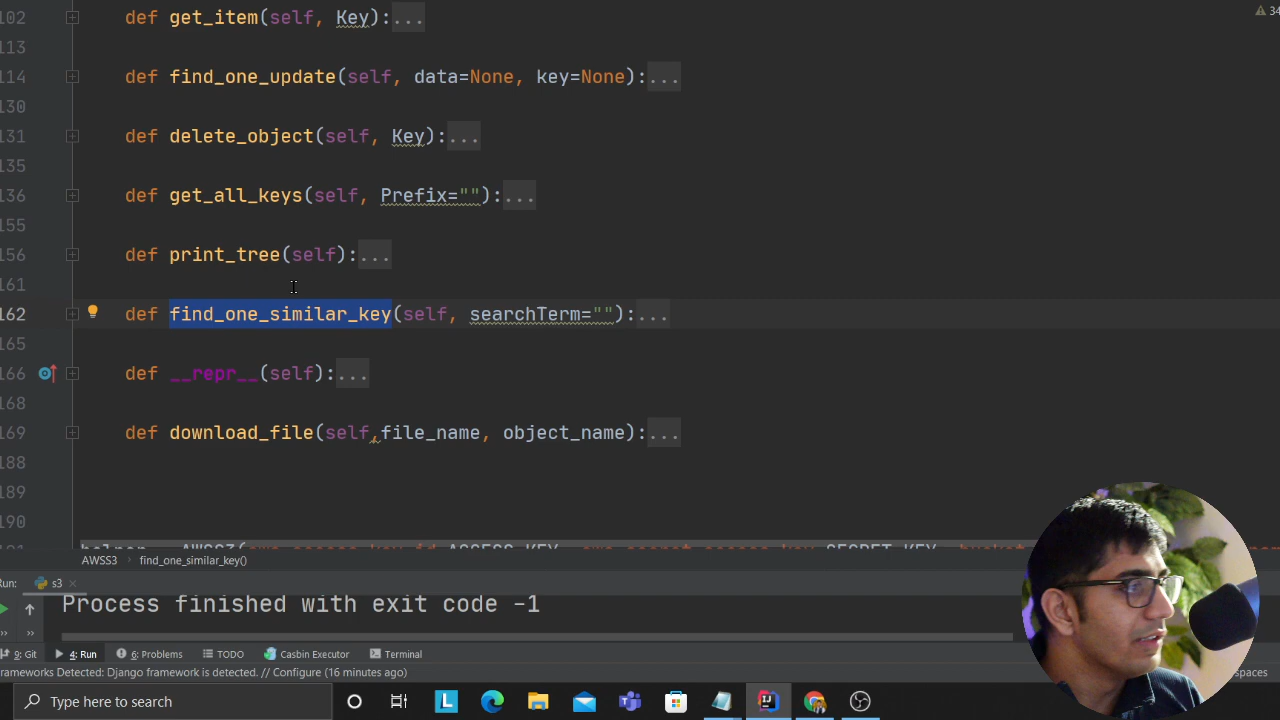 102 def get_item(self, Key):...
113
114 def find_one_update(self, data=None, key=None):...
130
131 def delete_object(self, Key):...
135
136 def get_all_keys(self, Prefix=""):...
155
156 def print_tree(self):...
161
162 def find_one_similar_key(self, searchTerm=""):...
165
166 def __repr__(self):...
168
169 def download_file(self,file_name, object_name):...
188
189
190
34
AWSS3 › find_one_similar_key()
Run: s3 ×
Process finished with exit code -1
9: Git 4: Run 6: Problems TODO Casbin Executor Terminal
rameworks Detected: Django framework is detected. // Configure (16 minutes ago)
spaces
Type here to search